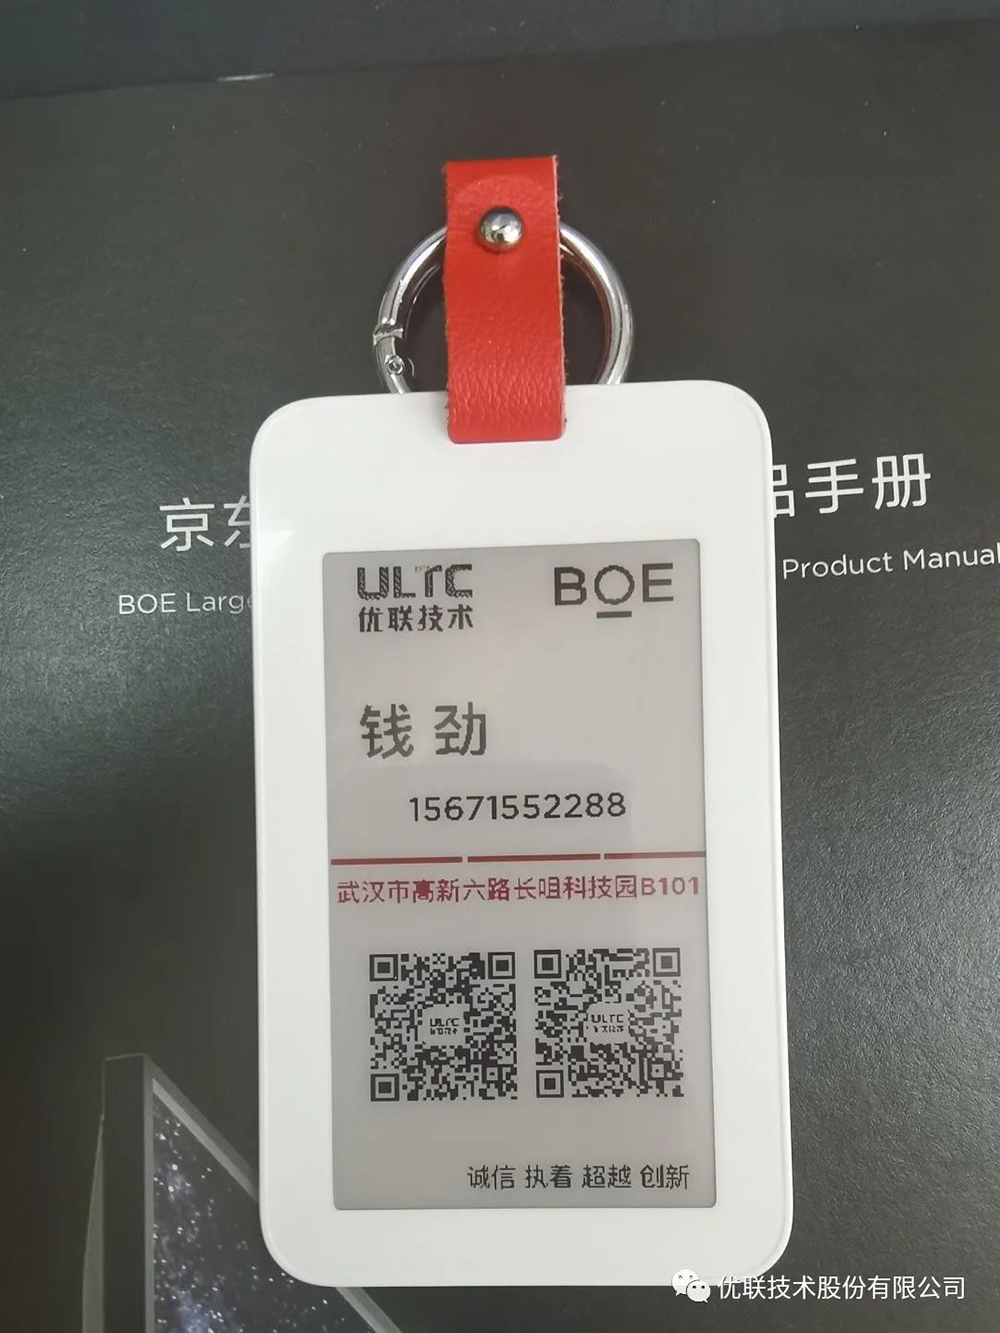 京东
品手册
BOE Large
Product Manual
ULTC
优联技术
BOE
钱 劲
15671552288
武汉市高新六路长咀科技园B101
ULTC
ULTC
诚信 执着 超越 创新
优联技术股份有限公司